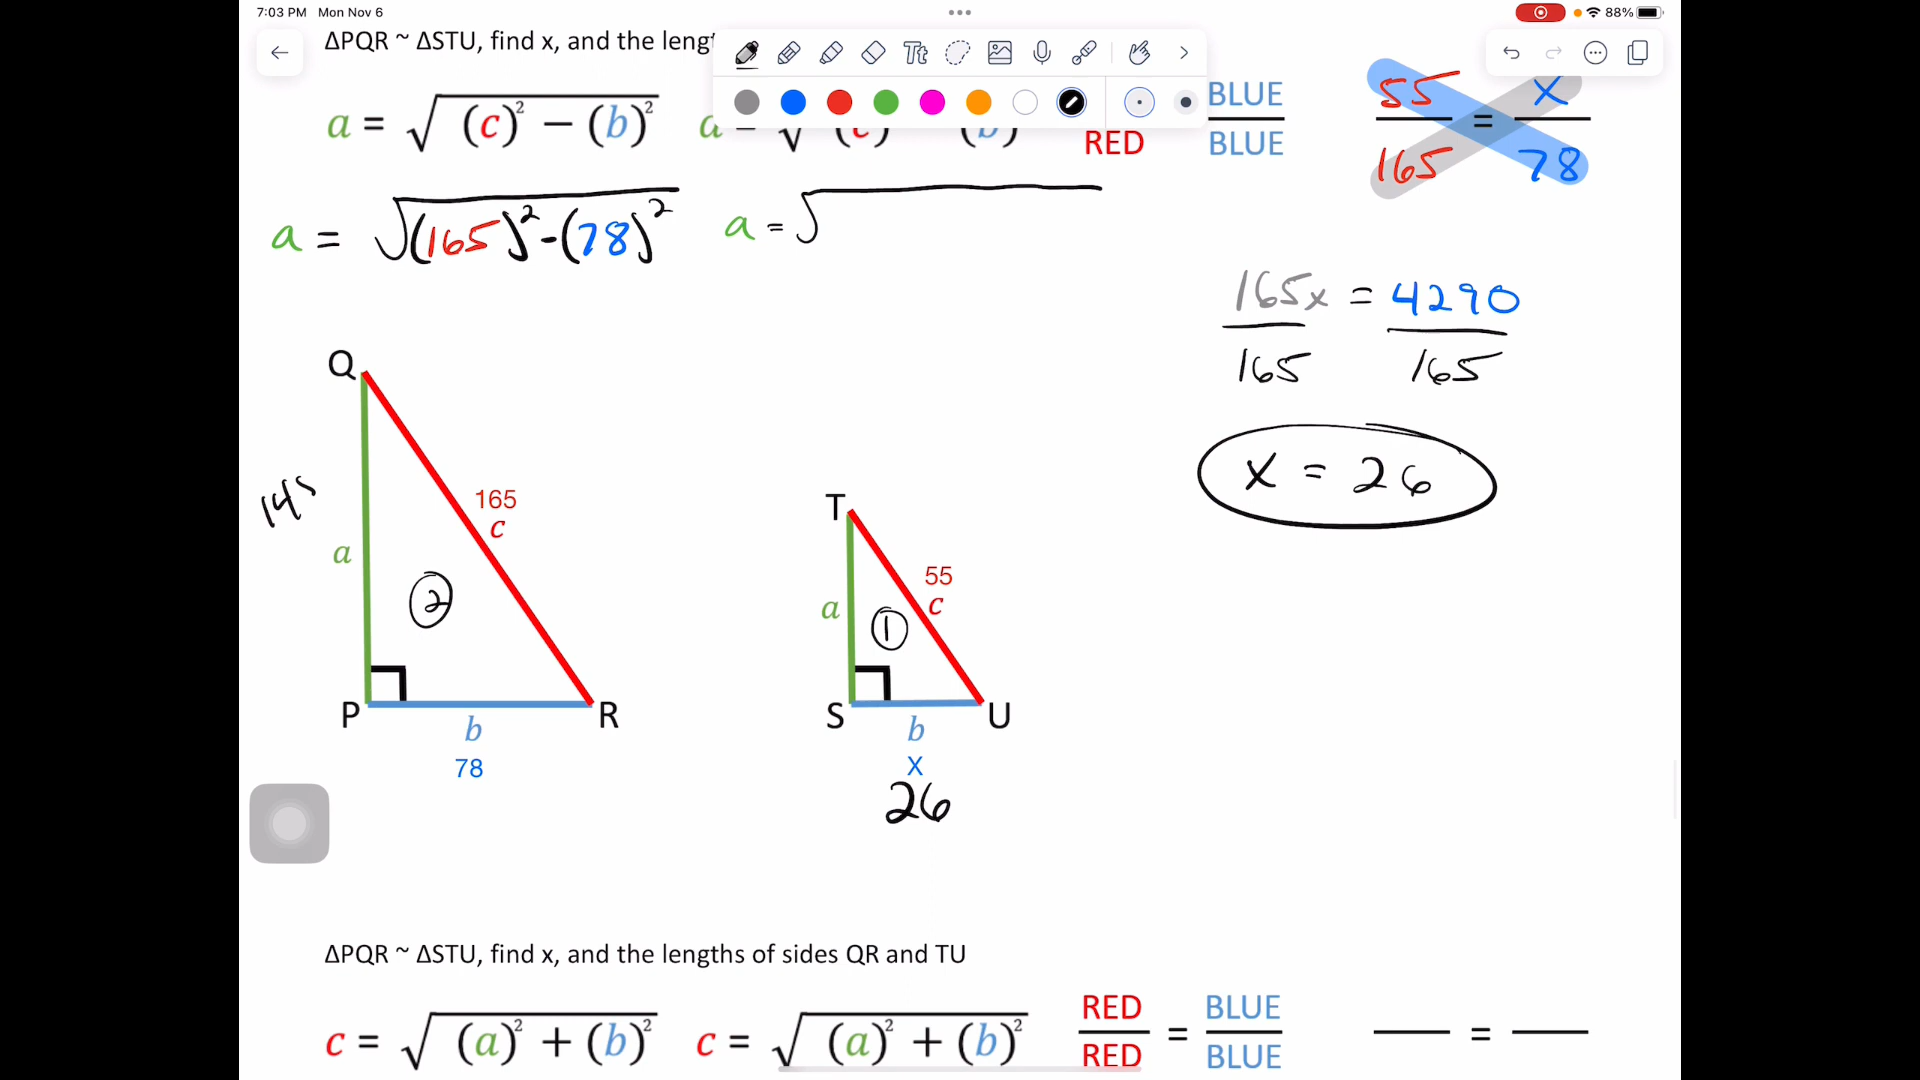 7:03 PM Mon Nov 6
88%
ΔPQR ~ ΔSTU, find x, and the leng
Tt
a = √(c)² − (b)²
a = √(c) (b)
RED
BLUE
BLUE
55 = x
165 78
a = √(165)² - (78)²
a = √
165x = 4290
165 165
x = 26
Q
145
a
165
c
2
P
R
b
78
T
55
a
c
1
S
U
b
X
26
ΔPQR ~ ΔSTU, find x, and the lengths of sides QR and TU
c = √(a)² + (b)²
c = √(a)² + (b)²
RED = BLUE
RED BLUE
=